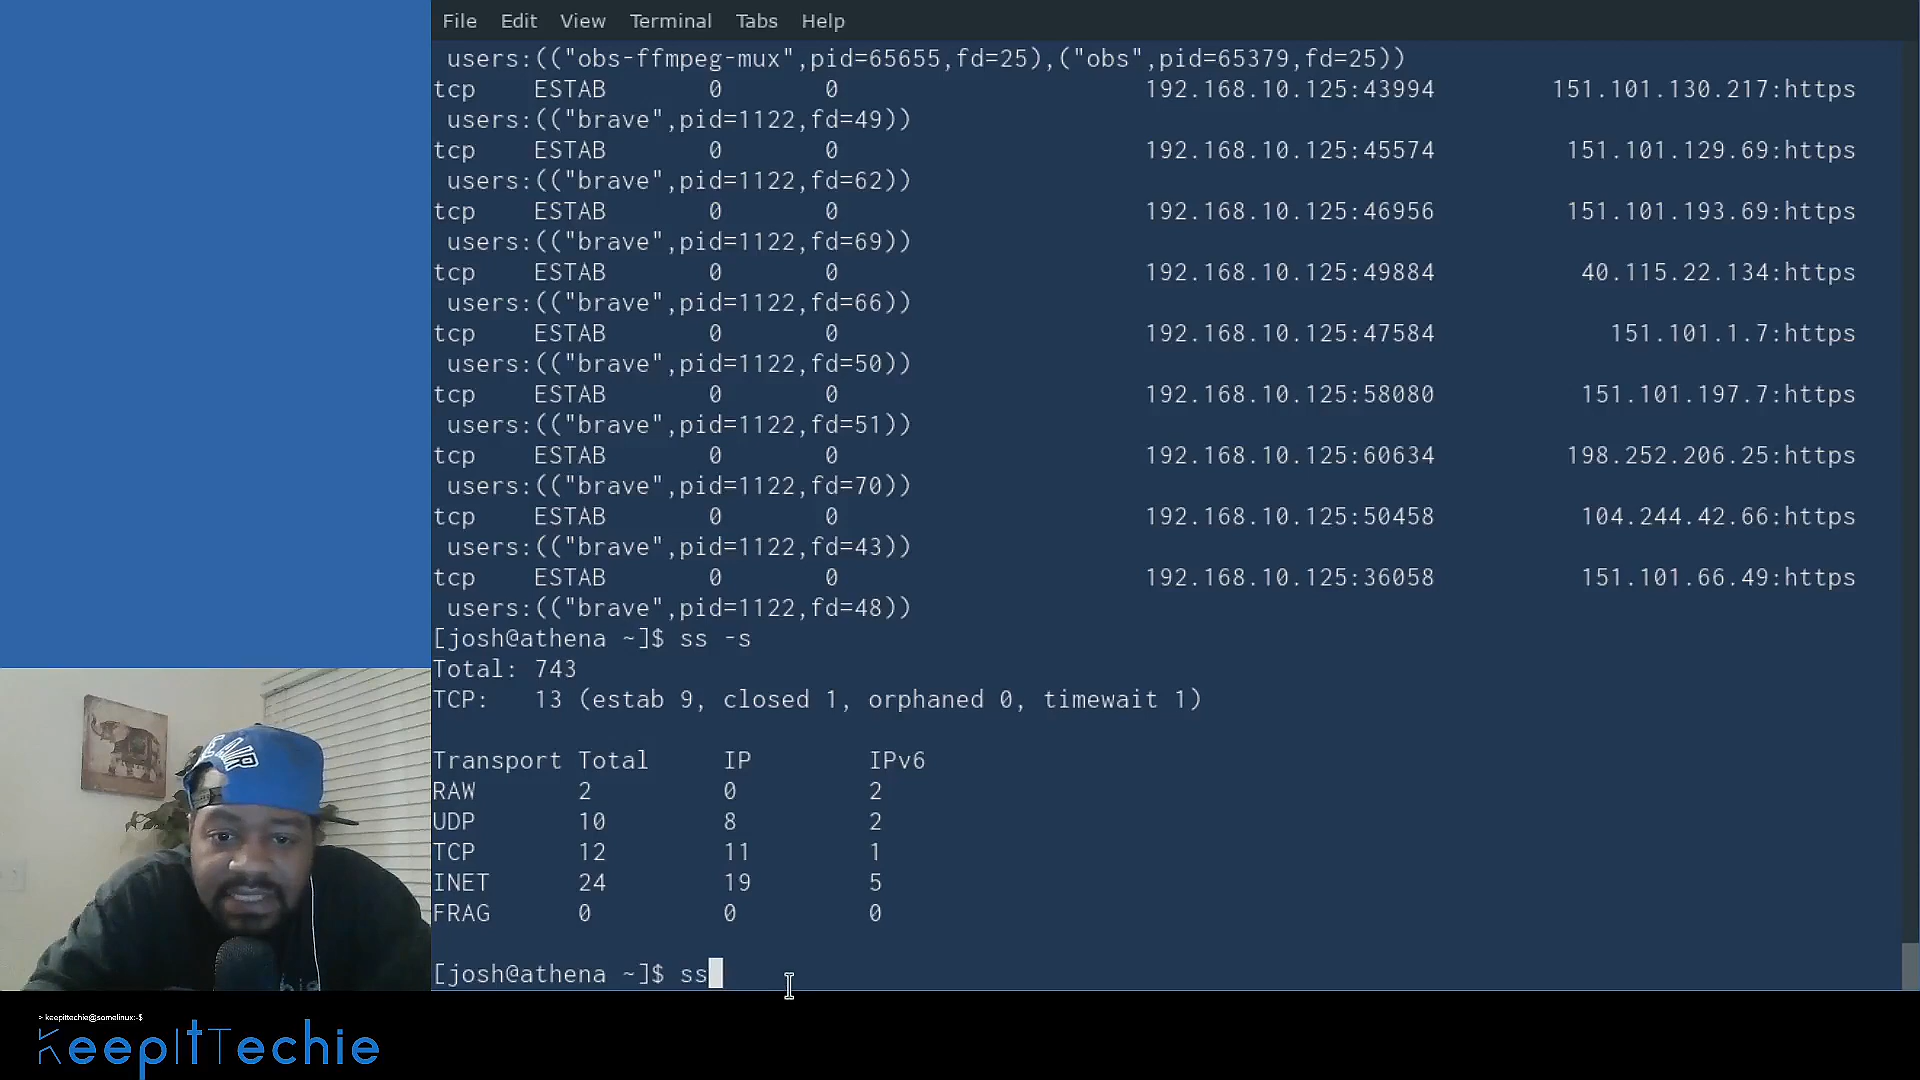 File Edit View Terminal Tabs Help
users:(("obs-ffmpeg-mux",pid=65655,fd=25),("obs",pid=65379,fd=25))
tcp ESTAB 0 0 192.168.10.125:43994 151.101.130.217:https
users:(("brave",pid=1122,fd=49))
tcp ESTAB 0 0 192.168.10.125:45574 151.101.129.69:https
users:(("brave",pid=1122,fd=62))
tcp ESTAB 0 0 192.168.10.125:46956 151.101.193.69:https
users:(("brave",pid=1122,fd=69))
tcp ESTAB 0 0 192.168.10.125:49884 40.115.22.134:https
users:(("brave",pid=1122,fd=66))
tcp ESTAB 0 0 192.168.10.125:47584 151.101.1.7:https
users:(("brave",pid=1122,fd=50))
tcp ESTAB 0 0 192.168.10.125:58080 151.101.197.7:https
users:(("brave",pid=1122,fd=51))
tcp ESTAB 0 0 192.168.10.125:60634 198.252.206.25:https
users:(("brave",pid=1122,fd=70))
tcp ESTAB 0 0 192.168.10.125:50458 104.244.42.66:https
users:(("brave",pid=1122,fd=43))
tcp ESTAB 0 0 192.168.10.125:36058 151.101.66.49:https
users:(("brave",pid=1122,fd=48))
[josh@athena ~]$ ss -s
Total: 743
TCP: 13 (estab 9, closed 1, orphaned 0, timewait 1)
Transport Total IP IPv6
RAW 2 0 2
UDP 10 8 2
TCP 12 11 1
INET 24 19 5
FRAG 0 0 0
[josh@athena ~]$ ss
> keepittechie@somelinux:~$
KeepItTechie